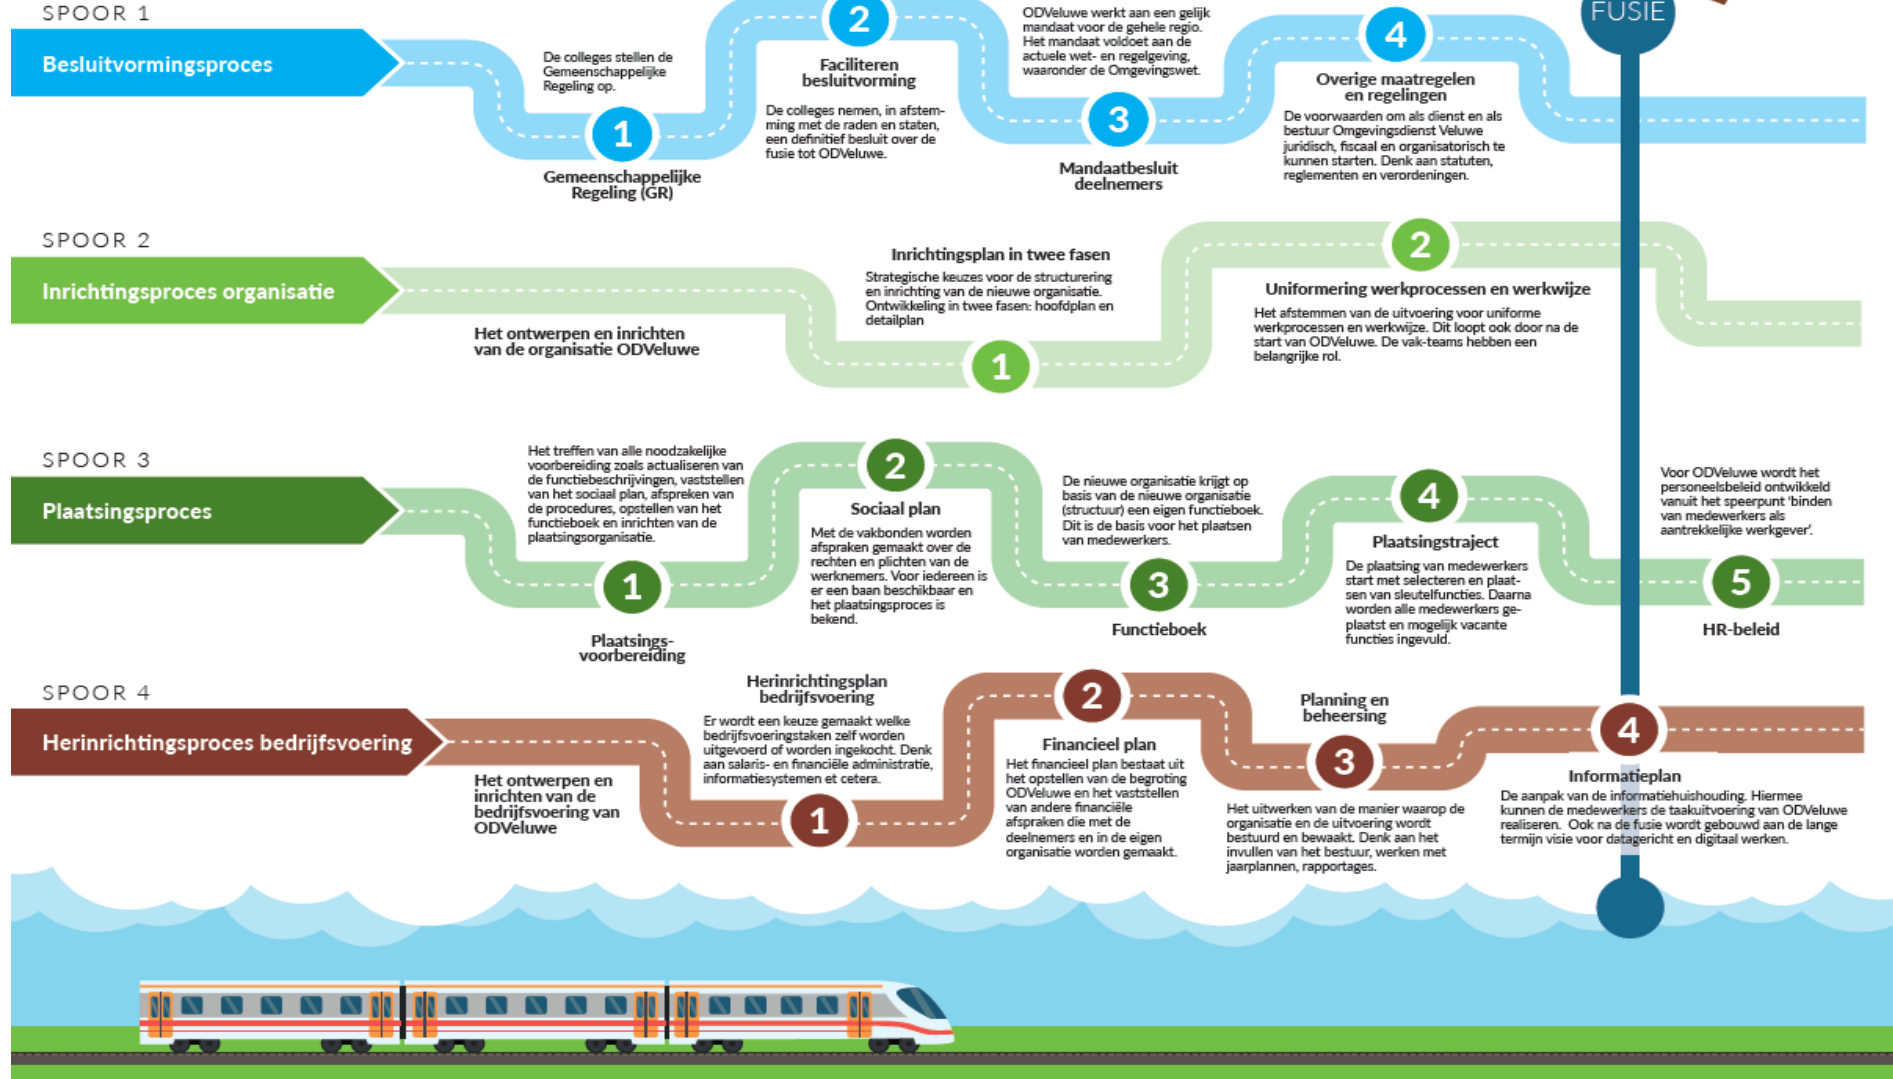 SPOOR 1
Besluitvormingsproces
De colleges stellen de
Gemeenschappelijke
Regeling op.
1
Gemeenschappelijke
Regeling (GR)
2
Faciliteren
besluitvorming
De colleges nemen, in afstem-
ming met de raden en staten,
een definitief besluit over de
fusie tot ODVeluwe.
ODVeluwe werkt aan een gelijk
mandaat voor de gehele regio.
Het mandaat voldoet aan de
actuele wet- en regelgeving,
waaronder de Omgevingswet.
3
Mandaatbesluit
deelnemers
4
Overige maatregelen
en regelingen
De voorwaarden om als dienst en als
bestuur Omgevingsdienst Veluwe
juridisch, fiscaal en organisatorisch te
kunnen starten. Denk aan statuten,
reglementen en verordeningen.
FUSIE
SPOOR 2
Inrichtingsproces organisatie
Het ontwerpen en inrichten
van de organisatie ODVeluwe
Inrichtingsplan in twee fasen
Strategische keuzes voor de structurering
en inrichting van de nieuwe organisatie.
Ontwikkeling in twee fasen: hoofdplan en
detailplan
1
2
Uniformering werkprocessen en werkwijze
Het afstemmen van de uitvoering voor uniforme
werkprocessen en werkwijze. Dit loopt ook door na de
start van ODVeluwe. De vak-teams hebben een
belangrijke rol.
SPOOR 3
Plaatsingsproces
Het treffen van alle noodzakelijke
voorbereiding zoals actualiseren van
de functiebeschrijvingen, vaststellen
van het sociaal plan, afspreken van
de procedures, opstellen van het
functieboek en inrichten van de
plaatsingsorganisatie.
1
Plaatsings-
voorbereiding
2
Sociaal plan
Met de vakbonden worden
afspraken gemaakt over de
rechten en plichten van de
werknemers. Voor iedereen is
er een baan beschikbaar en
het plaatsingsproces is
bekend.
De nieuwe organisatie krijgt op
basis van de nieuwe organisatie
(structuur) een eigen functieboek.
Dit is de basis voor het plaatsen
van medewerkers.
3
Functieboek
4
Plaatsingstraject
De plaatsing van medewerkers
start met selecteren en plaat-
sen van sleutelfuncties. Daarna
worden alle medewerkers ge-
plaatst en mogelijk vacante
functies ingevuld.
Voor ODVeluwe wordt het
personeelsbeleid ontwikkeld
vanuit het speerpunt 'binden
van medewerkers als
aantrekkelijke werkgever'.
5
HR-beleid
SPOOR 4
Herinrichtingsproces bedrijfsvoering
Het ontwerpen en
inrichten van de
bedrijfsvoering van
ODVeluwe
Herinrichtingsplan
bedrijfsvoering
Er wordt een keuze gemaakt welke
bedrijfsvoeringstaken zelf worden
uitgevoerd of worden ingekocht. Denk
aan salaris- en financiële administratie,
informatiesystemen et cetera.
1
2
Financieel plan
Het financieel plan bestaat uit
het opstellen van de begroting
ODVeluwe en het vaststellen
van andere financiële
afspraken die met de
deelnemers en in de eigen
organisatie worden gemaakt.
Planning en
beheersing
3
Het uitwerken van de manier waarop de
organisatie en de uitvoering wordt
bestuurd en bewaakt. Denk aan het
invullen van het bestuur, werken met
jaarplannen, rapportages.
4
Informatieplan
De aanpak van de informatiehuishouding. Hiermee
kunnen de medewerkers de taakuitvoering van ODVeluwe
realiseren. Ook na de fusie wordt gebouwd aan de lange
termijn visie voor datagericht en digitaal werken.